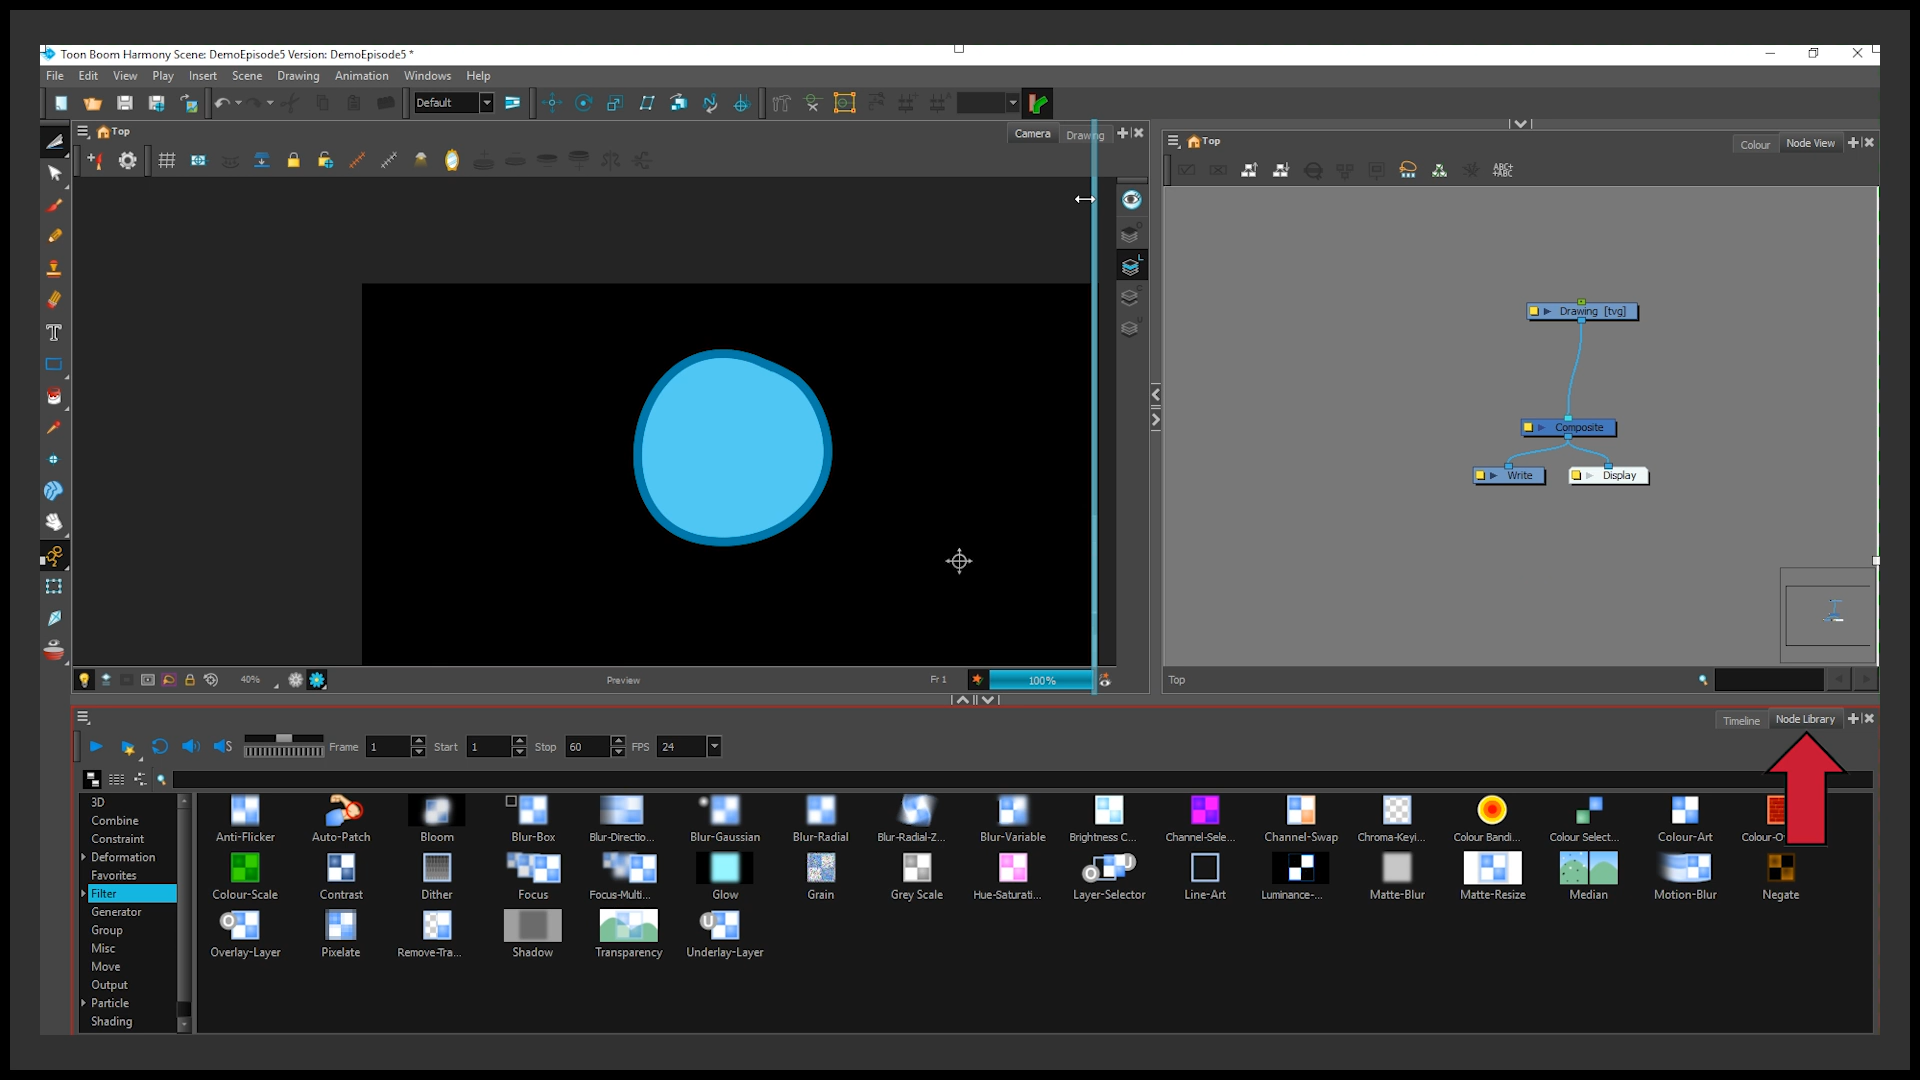 Toon Boom Harmony Scene: DemoEpisode5 Version: DemoEpisode5 *
File Edit View Play Insert Scene Drawing Animation Windows Help
Default
Top
Camera Drawing
Top
Colour Node View
ABC+
+ABC
Drawing [tvg]
Composite
Write Display
40% Preview Fr 1 100%
Top
Timeline Node Library
S Frame 1 Start 1 Stop 60 FPS 24
3D
Combine
Constraint
Deformation
Favorites
Filter
Generator
Group
Misc
Move
Output
Particle
Shading
Anti-Flicker Auto-Patch Bloom Blur-Box Blur-Directio... Blur-Gaussian Blur-Radial Blur-Radial-Z... Blur-Variable Brightness C... Channel-Sele... Channel-Swap Chroma-Keyi... Colour Bandi... Colour Select... Colour-Art
Colour-Scale Contrast Dither Focus Focus-Multi... Glow Grain Grey Scale Hue-Saturati... Layer-Selector Line-Art Luminance-... Matte-Blur Matte-Resize Median Motion-Blur Negate
Overlay-Layer Pixelate Remove-Tra... Shadow Transparency Underlay-Layer